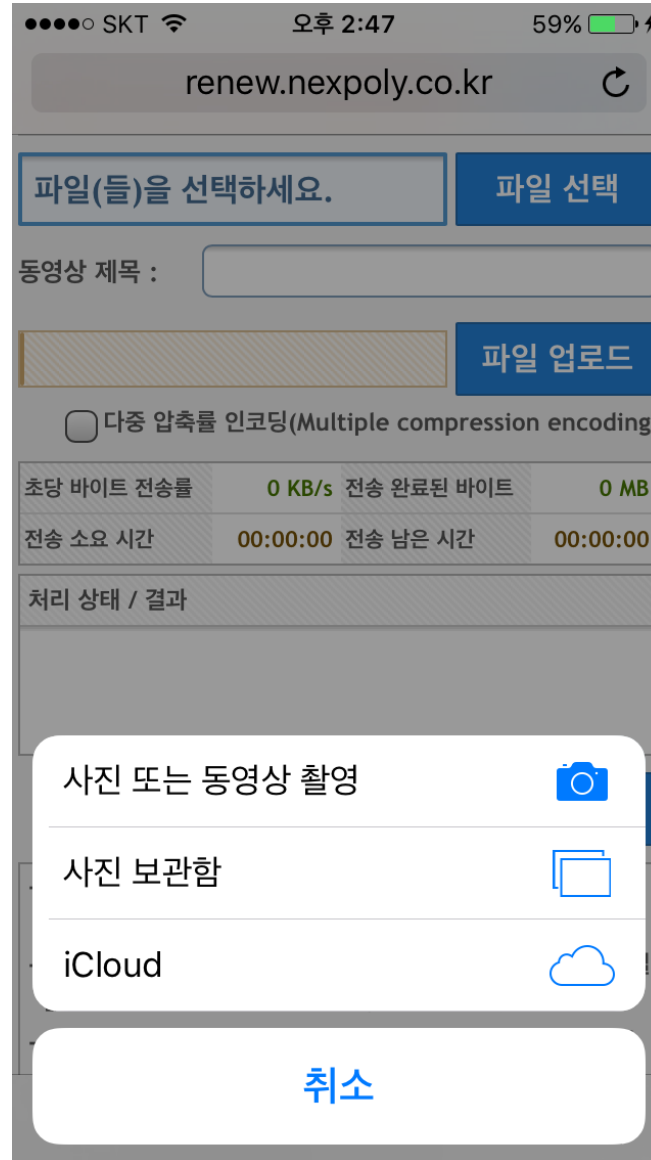 SKT 오후 2:47 59%
renew.nexpoly.co.kr
파일(들)을 선택하세요. 파일 선택
동영상 제목 :
파일 업로드
다중 압축률 인코딩(Multiple compression encoding
초당 바이트 전송률 0 KB/s 전송 완료된 바이트 0 MB
전송 소요 시간 00:00:00 전송 남은 시간 00:00:00
처리 상태 / 결과
사진 또는 동영상 촬영
사진 보관함
iCloud
취소